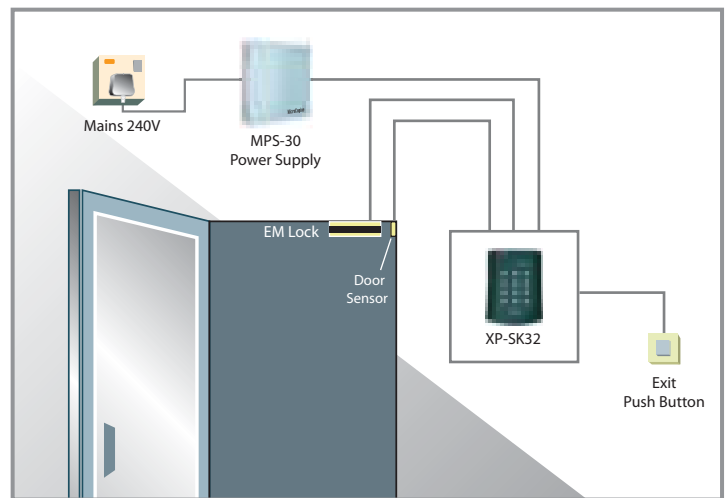 Mains 240V
MPS-30
Power Supply
EM Lock
Door
Sensor
XP-SK32
Exit
Push Button